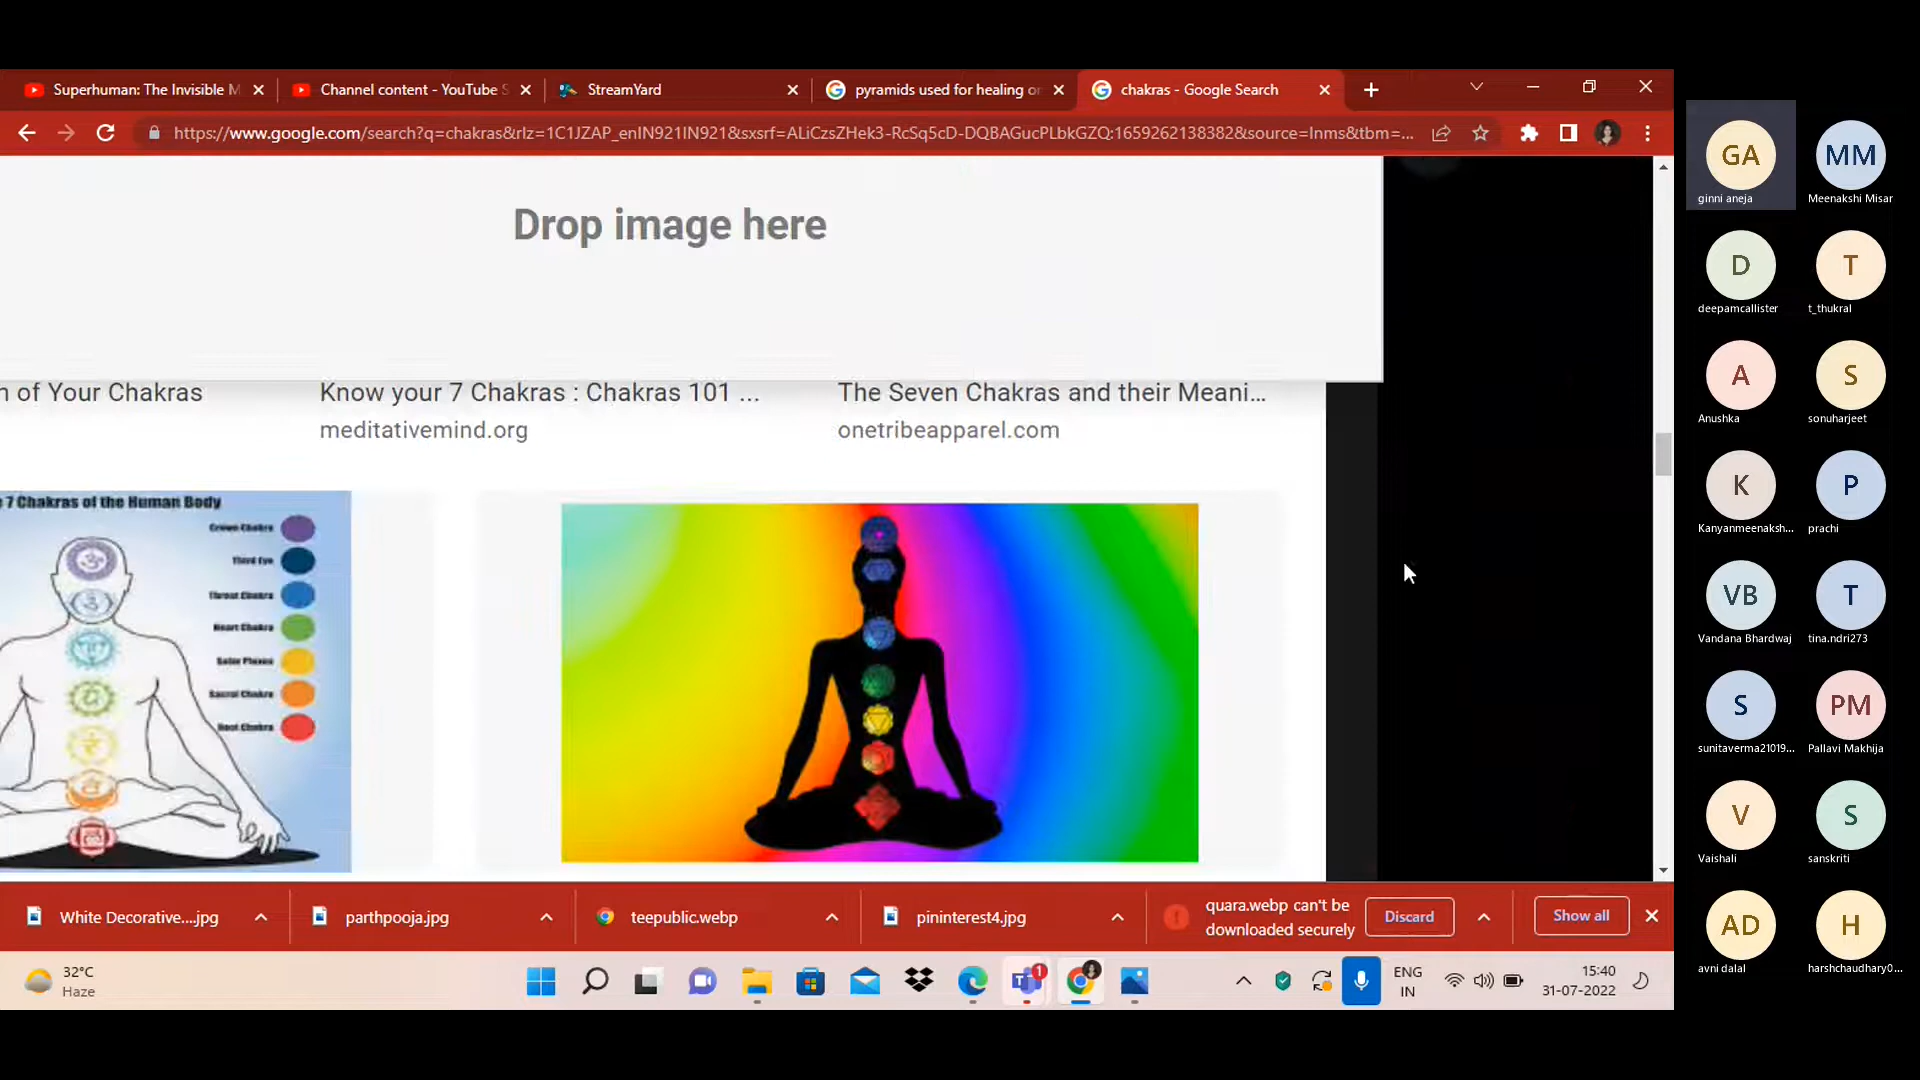 Superhuman: The Invisible M
Channel content - YouTube S
StreamYard
pyramids used for healing or
chakras - Google Search
https://www.google.com/search?q=chakras&rlz=1C1JZAP_enIN921IN921&sxsrf=ALiCzsZHek3-RcSq5cD-DQBAGucPLbkGZQ:1659262138382&source=lnms&tbm=...
Drop image here
n of Your Chakras
Know your 7 Chakras : Chakras 101 ...
The Seven Chakras and their Meani...
meditativemind.org
onetribeapparel.com
7 Chakras of the Human Body
Crown Chakra
Third Eye
Throat Chakra
Heart Chakra
Solar Plexus
Sacral Chakra
Root Chakra
White Decorative....jpg
parthpooja.jpg
teepublic.webp
pininterest4.jpg
quara.webp can't be
downloaded securely
Discard
Show all
32°C
Haze
1
ENG
IN
15:40
31-07-2022
GA
ginni aneja
MM
Meenakshi Misar
D
deepamcallister
T
t_thukral
A
Anushka
S
sonuharjeet
K
Kanyanmeenaksh...
P
prachi
VB
Vandana Bhardwaj
T
tina.ndri273
S
sunitaverma21019...
PM
Pallavi Makhija
V
Vaishali
S
sanskriti
AD
avni dalal
H
harshchaudhary0...